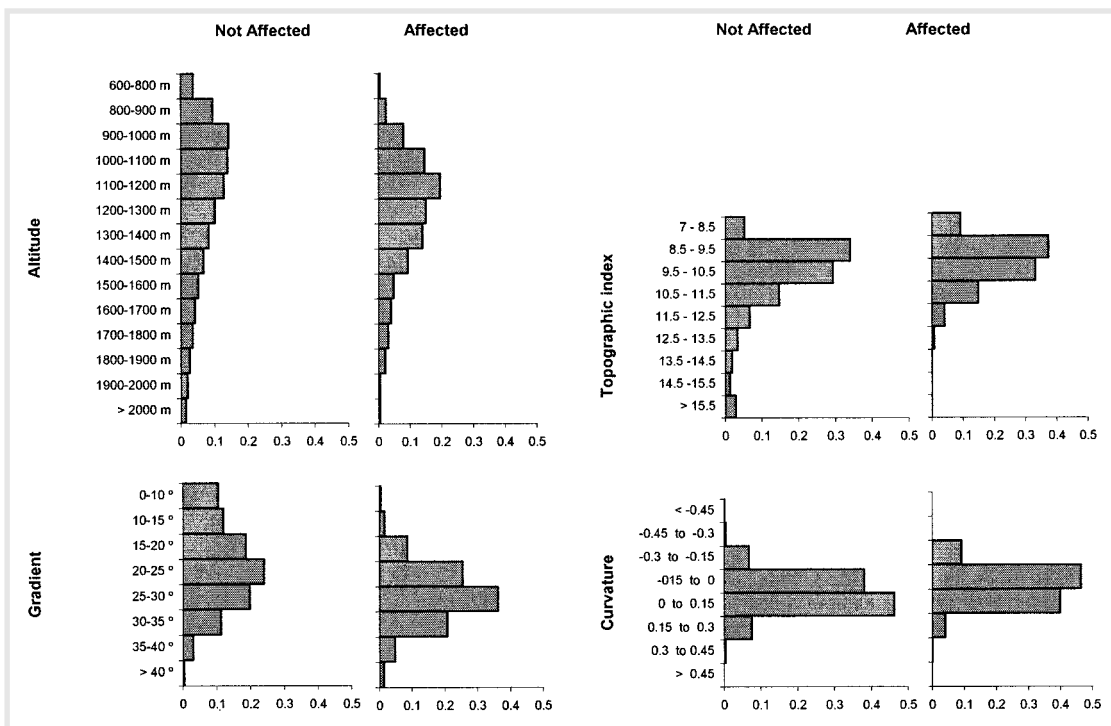 Not Affected
Affected
Altitude
600-800 m
800-900 m
900-1000 m
1000-1100 m
1100-1200 m
1200-1300 m
1300-1400 m
1400-1500 m
1500-1600 m
1600-1700 m
1700-1800 m
1800-1900 m
1900-2000 m
> 2000 m
0 0.1 0.2 0.3 0.4 0.5
0 0.1 0.2 0.3 0.4 0.5
Gradient
0-10 º
10-15 º
15-20 º
20-25 º
25-30 º
30-35 º
35-40 º
> 40 º
0 0.1 0.2 0.3 0.4 0.5
0 0.1 0.2 0.3 0.4 0.5
Not Affected
Affected
Topographic index
7 - 8.5
8.5 - 9.5
9.5 - 10.5
10.5 - 11.5
11.5 - 12.5
12.5 - 13.5
13.5 - 14.5
14.5 - 15.5
> 15.5
0 0.1 0.2 0.3 0.4 0.5
0 0.1 0.2 0.3 0.4 0.5
Curvature
< -0.45
-0.45 to -0.3
-0.3 to -0.15
-015 to 0
0 to 0.15
0.15 to 0.3
0.3 to 0.45
> 0.45
0 0.1 0.2 0.3 0.4 0.5
0 0.1 0.2 0.3 0.4 0.5